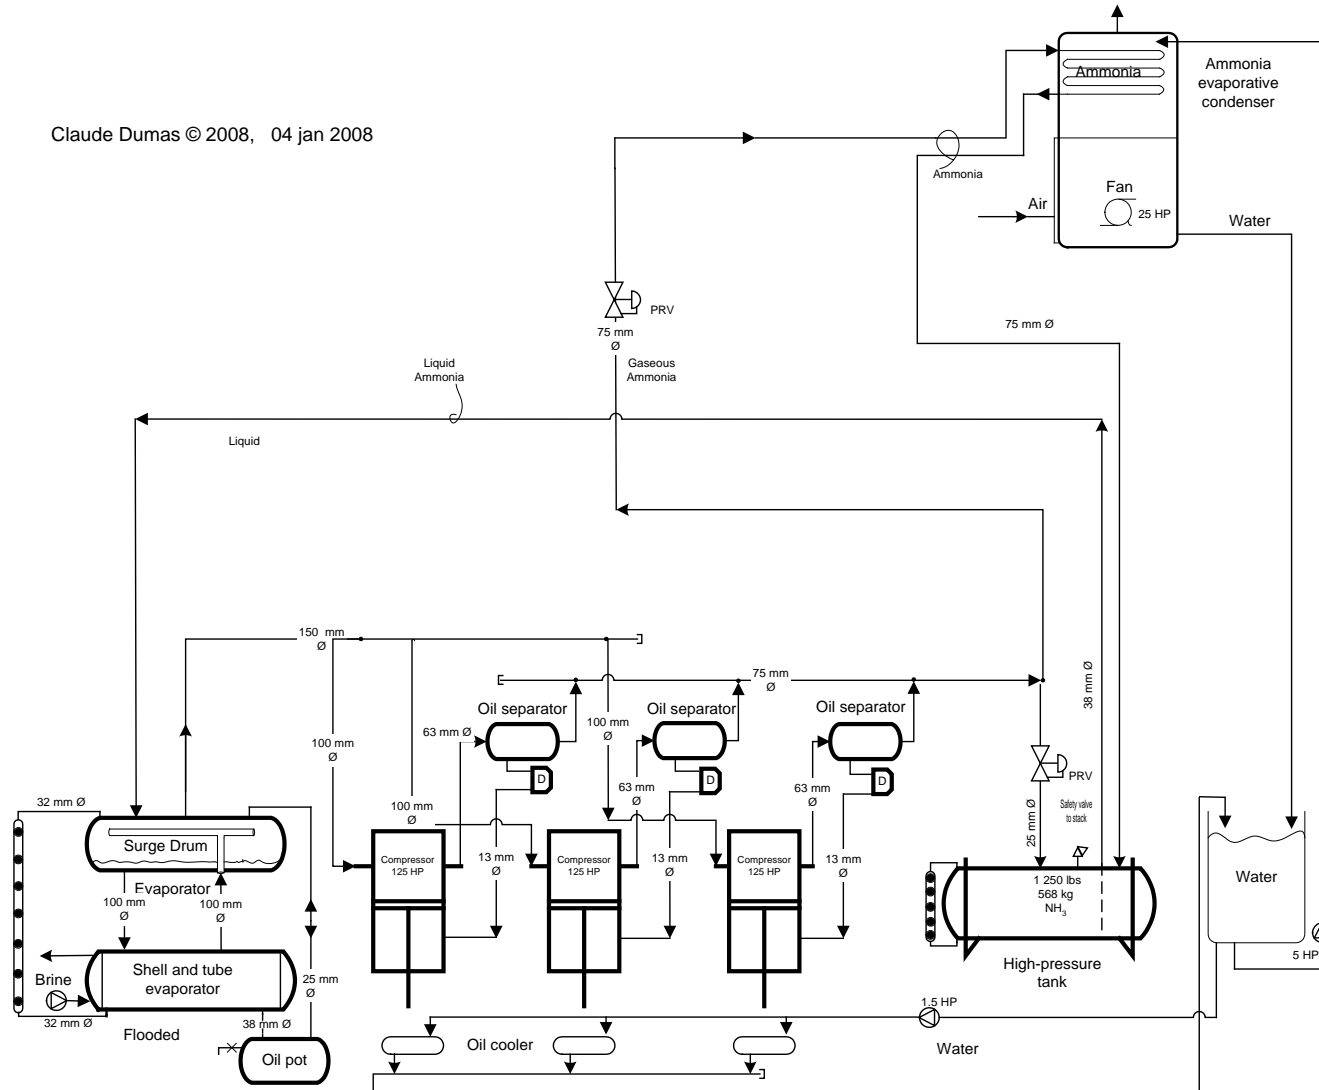 Claude Dumas © 2008,   04 jan 2008
Ammonia
Ammonia
evaporative
condenser
Ammonia
Fan
25 HP
Air
Water
PRV
75 mm
Ø
75 mm Ø
Liquid
Ammonia
Gaseous
Ammonia
Liquid
150 mm
Ø
75 mm
Ø
38 mm Ø
Oil separator
Oil separator
Oil separator
63 mm Ø
100 mm
Ø
100 mm
Ø
D
D
D
63 mm
Ø
63 mm
Ø
PRV
Safety valve
to stack
25 mm Ø
32 mm Ø
100 mm
Ø
Surge Drum
Evaporator
Compressor
125 HP
Compressor
125 HP
Compressor
125 HP
13 mm
Ø
13 mm
Ø
13 mm
Ø
1 250 lbs
568 kg
NH₃
Water
100 mm
Ø
100 mm
Ø
Shell and tube
evaporator
Brine
25 mm
Ø
High-pressure
tank
5 HP
32 mm Ø
38 mm Ø
Flooded
Oil pot
1.5 HP
Oil cooler
Water